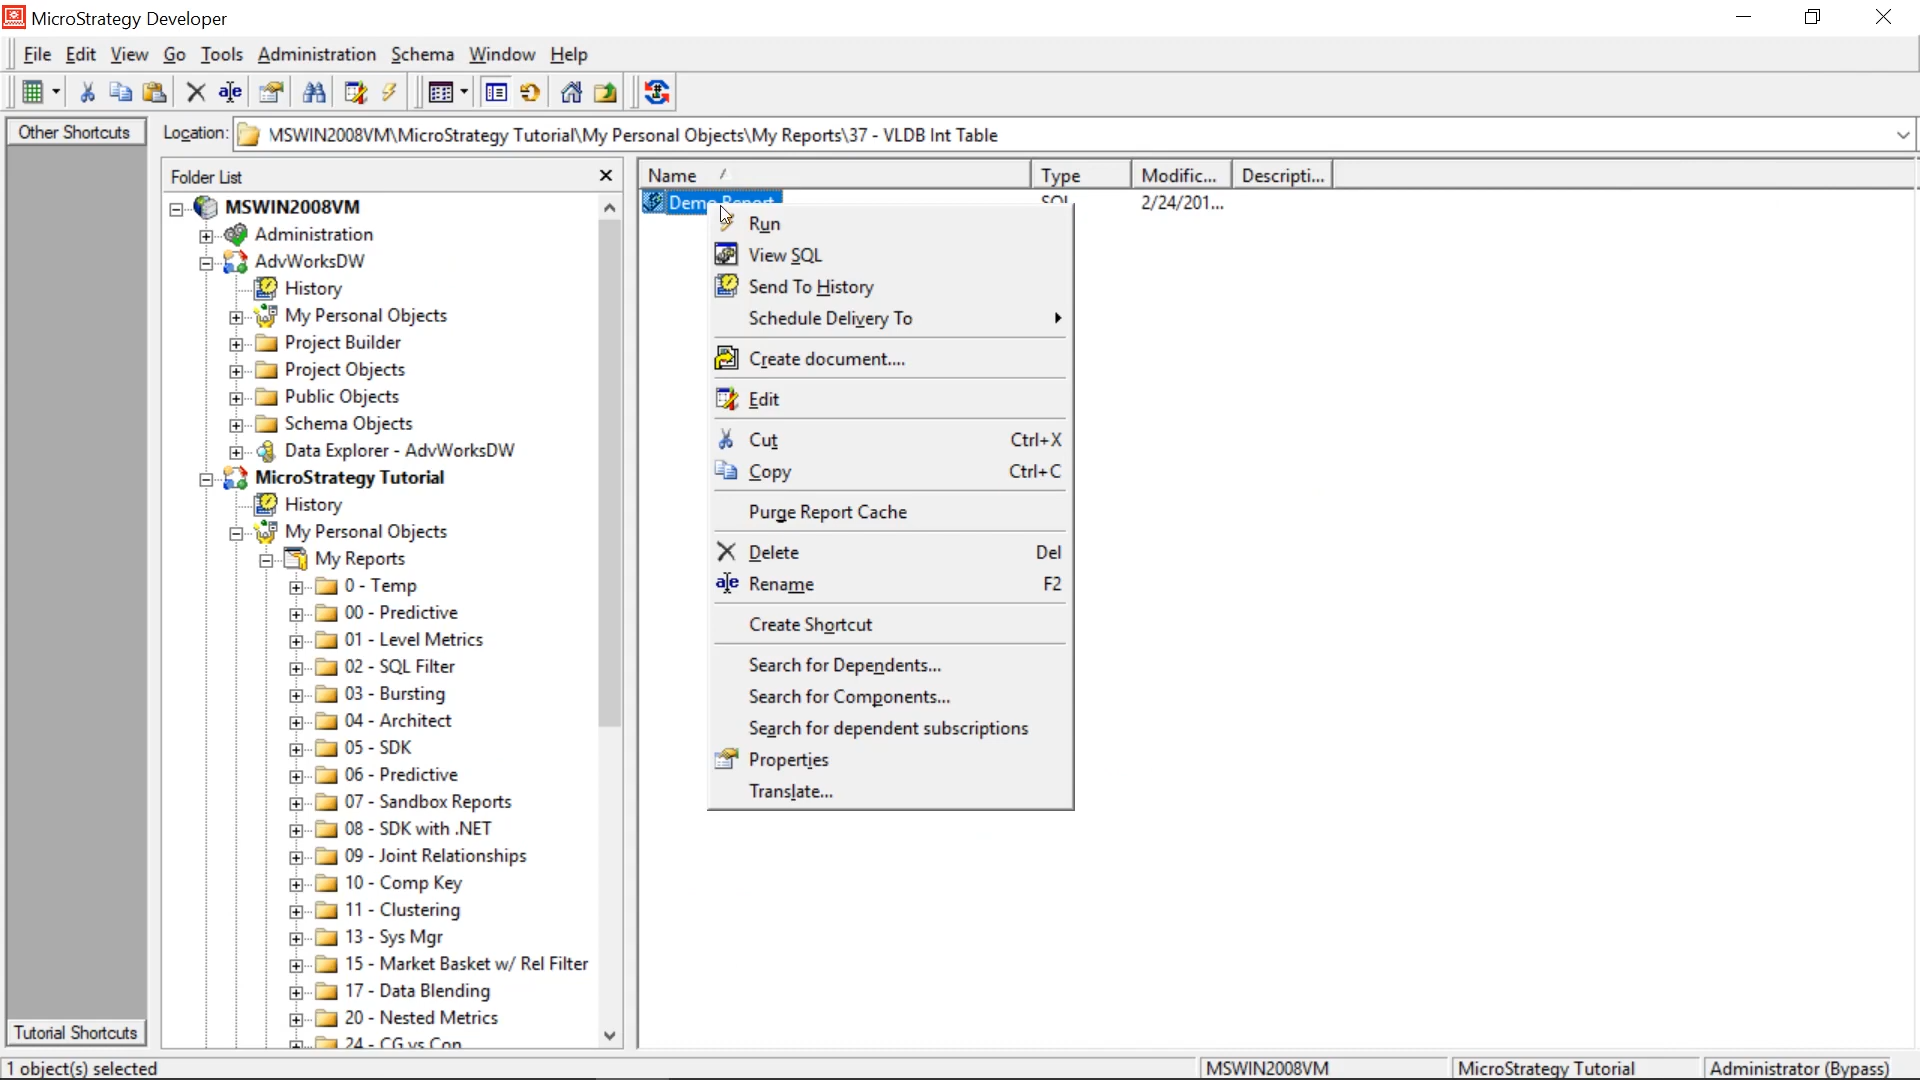 MicroStrategy Developer
File Edit View Go Tools Administration Schema Window Help
Other Shortcuts
Location: MSWIN2008VM\MicroStrategy Tutorial\My Personal Objects\My Reports\37 - VLDB Int Table
Folder List
MSWIN2008VM
Administration
AdvWorksDW
History
My Personal Objects
Project Builder
Project Objects
Public Objects
Schema Objects
Data Explorer - AdvWorksDW
MicroStrategy Tutorial
History
My Personal Objects
My Reports
0 - Temp
00 - Predictive
01 - Level Metrics
02 - SQL Filter
03 - Bursting
04 - Architect
05 - SDK
06 - Predictive
07 - Sandbox Reports
08 - SDK with .NET
09 - Joint Relationships
10 - Comp Key
11 - Clustering
13 - Sys Mgr
15 - Market Basket w/ Rel Filter
17 - Data Blending
20 - Nested Metrics
24 - CG vs Con
Tutorial Shortcuts
Name Type Modific... Descripti...
Demo Report SQL 2/24/201...
Run
View SQL
Send To History
Schedule Delivery To
Create document....
Edit
Cut Ctrl+X
Copy Ctrl+C
Purge Report Cache
Delete Del
Rename F2
Create Shortcut
Search for Dependents...
Search for Components...
Search for dependent subscriptions
Properties
Translate...
1 object(s) selected MSWIN2008VM MicroStrategy Tutorial Administrator (Bypass)